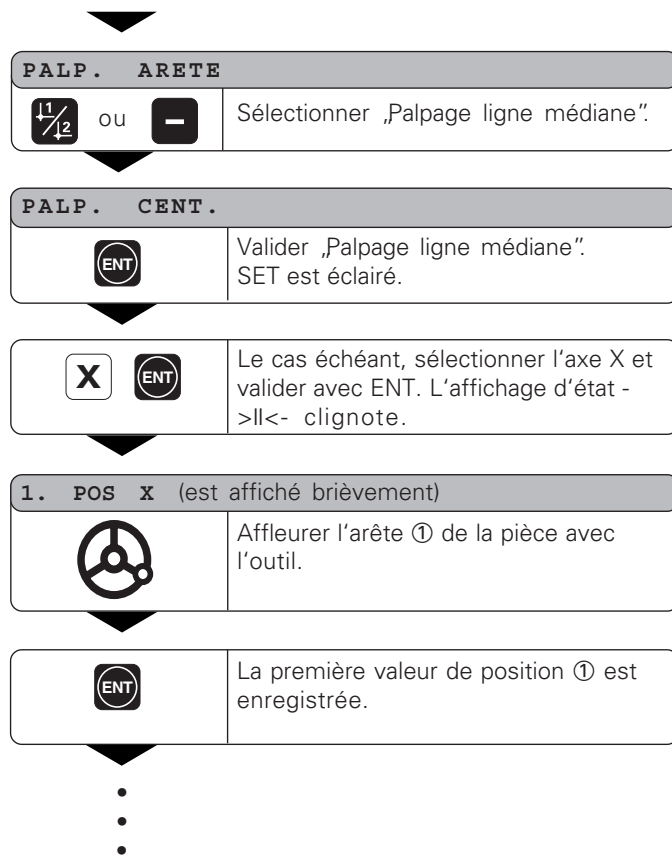 PALP. ARETE
1 2 ou - Sélectionner „Palpage ligne médiane".
PALP. CENT.
ENT Valider „Palpage ligne médiane".
SET est éclairé.
X ENT Le cas échéant, sélectionner l'axe X et
valider avec ENT. L'affichage d'état -
>II<- clignote.
1. POS X (est affiché brièvement)
Affleurer l'arête ① de la pièce avec
l'outil.
ENT La première valeur de position ① est
enregistrée.